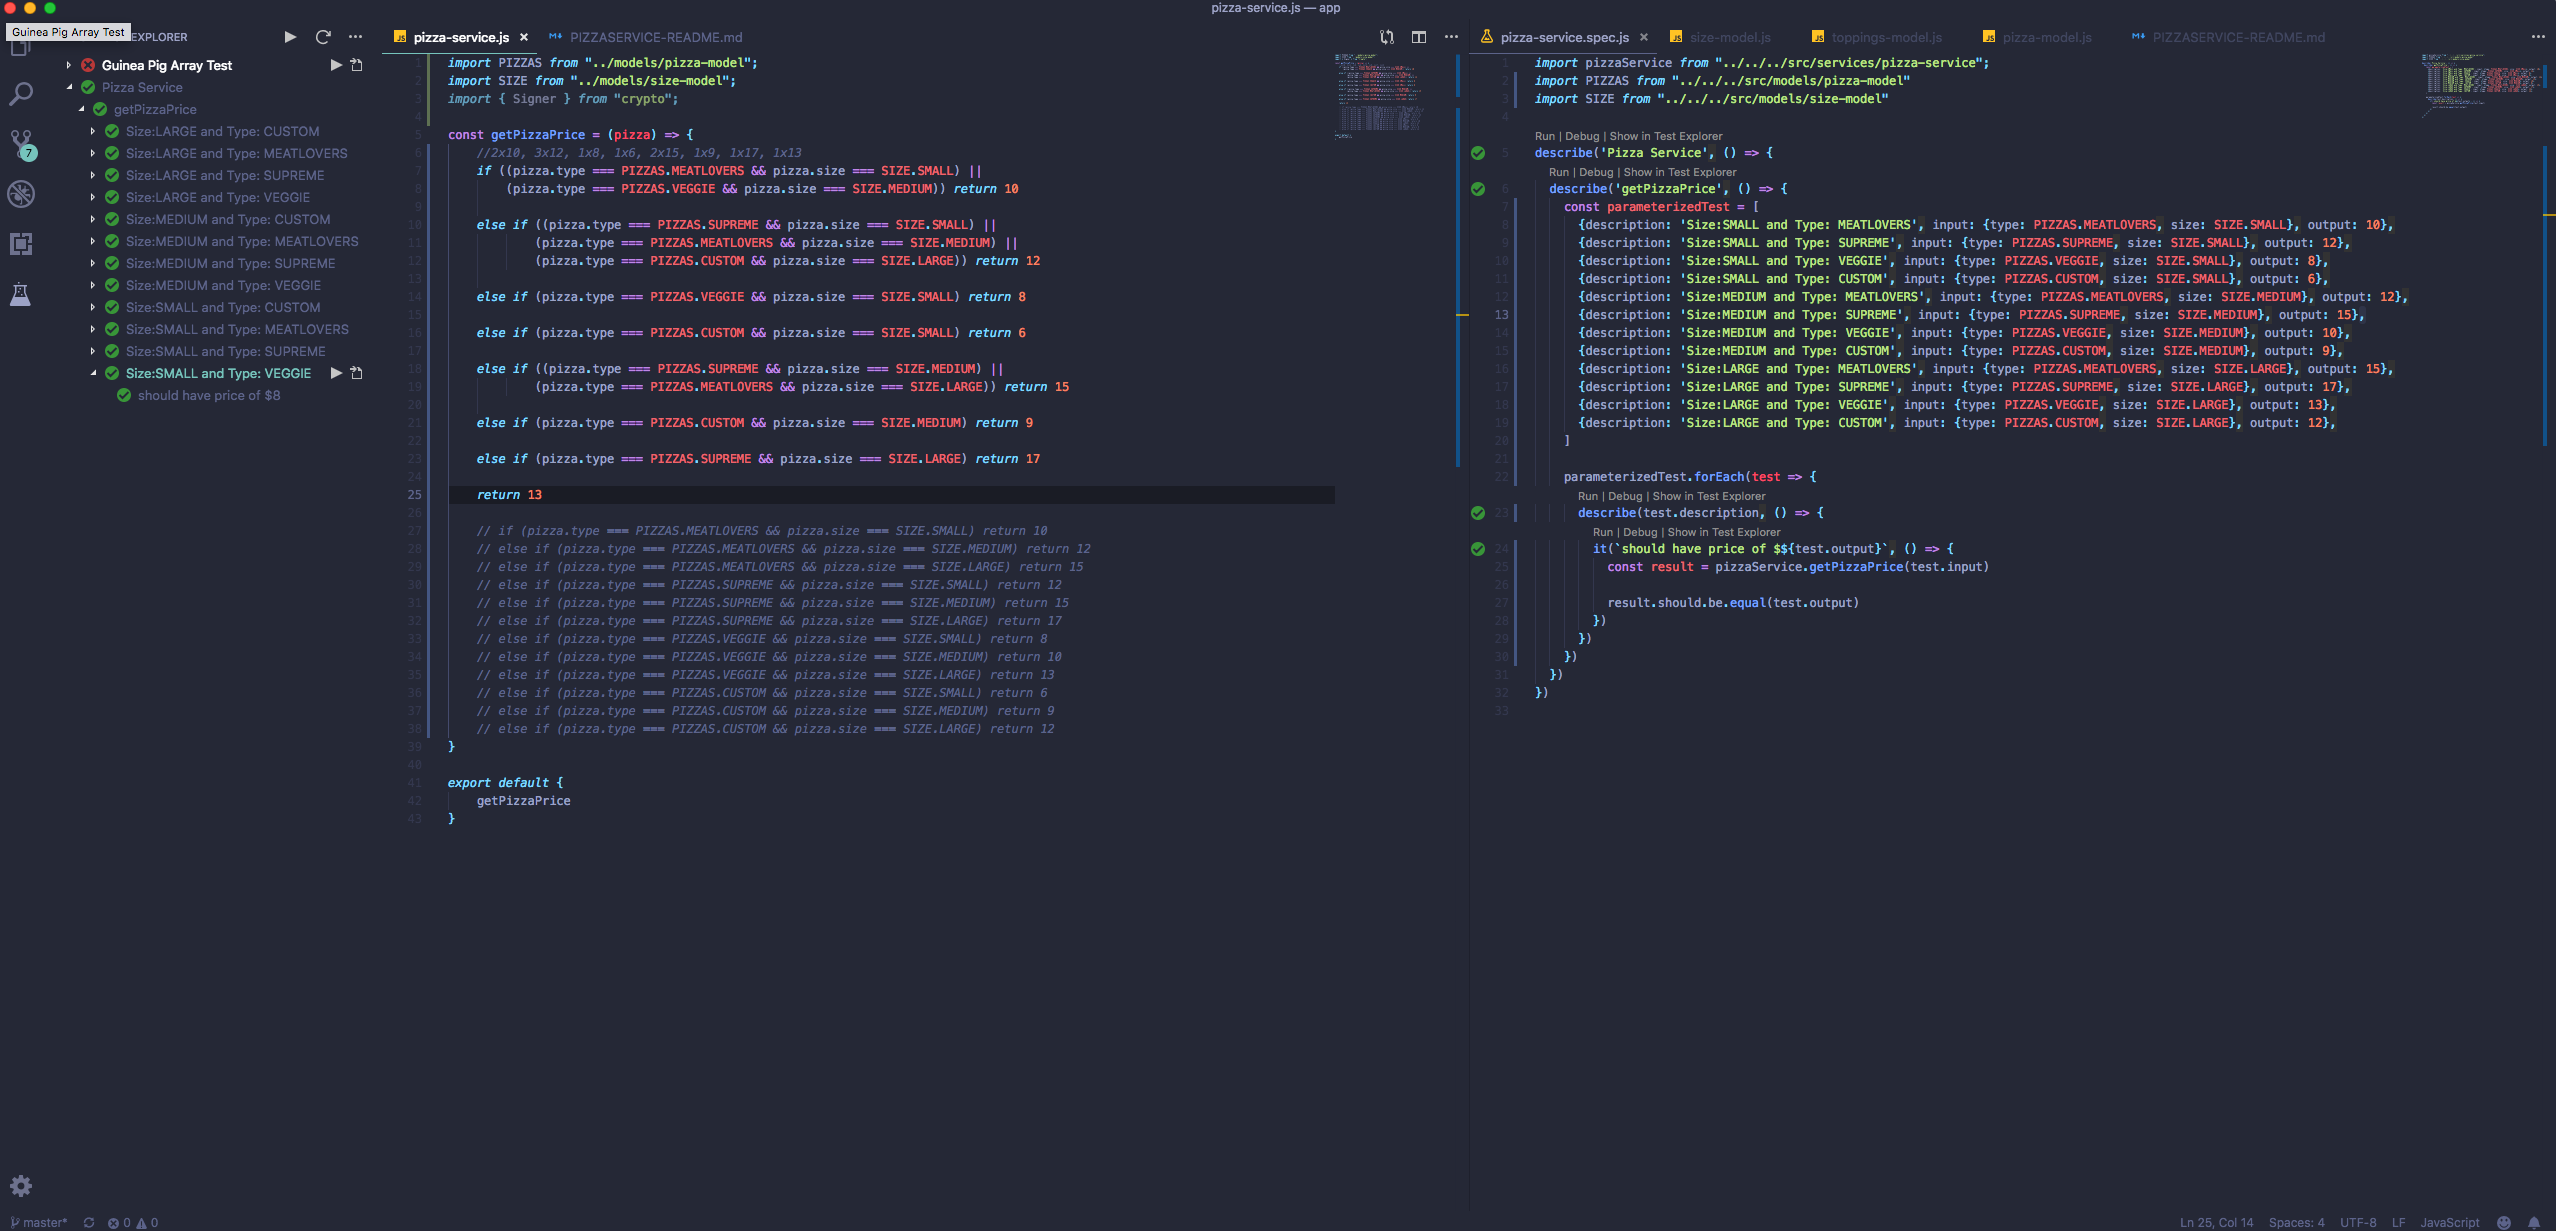 pizza-service.js — app
Guinea Pig Array Test
EXPLORER
Guinea Pig Array Test
Pizza Service
getPizzaPrice
Size:LARGE and Type: CUSTOM
Size:LARGE and Type: MEATLOVERS
Size:LARGE and Type: SUPREME
Size:LARGE and Type: VEGGIE
Size:MEDIUM and Type: CUSTOM
Size:MEDIUM and Type: MEATLOVERS
Size:MEDIUM and Type: SUPREME
Size:MEDIUM and Type: VEGGIE
Size:SMALL and Type: CUSTOM
Size:SMALL and Type: MEATLOVERS
Size:SMALL and Type: SUPREME
Size:SMALL and Type: VEGGIE
should have price of $8
7
JS pizza-service.js × M↓ PIZZASERVICE-README.md
1 import PIZZAS from "../models/pizza-model";
2 import SIZE from "../models/size-model";
3 import { Signer } from "crypto";
4
5 const getPizzaPrice = (pizza) => {
6 //2x10, 3x12, 1x8, 1x6, 2x15, 1x9, 1x17, 1x13
7 if ((pizza.type === PIZZAS.MEATLOVERS && pizza.size === SIZE.SMALL) ||
8 (pizza.type === PIZZAS.VEGGIE && pizza.size === SIZE.MEDIUM)) return 10
9
10 else if ((pizza.type === PIZZAS.SUPREME && pizza.size === SIZE.SMALL) ||
11 (pizza.type === PIZZAS.MEATLOVERS && pizza.size === SIZE.MEDIUM) ||
12 (pizza.type === PIZZAS.CUSTOM && pizza.size === SIZE.LARGE)) return 12
13
14 else if (pizza.type === PIZZAS.VEGGIE && pizza.size === SIZE.SMALL) return 8
15
16 else if (pizza.type === PIZZAS.CUSTOM && pizza.size === SIZE.SMALL) return 6
17
18 else if ((pizza.type === PIZZAS.SUPREME && pizza.size === SIZE.MEDIUM) ||
19 (pizza.type === PIZZAS.MEATLOVERS && pizza.size === SIZE.LARGE)) return 15
20
21 else if (pizza.type === PIZZAS.CUSTOM && pizza.size === SIZE.MEDIUM) return 9
22
23 else if (pizza.type === PIZZAS.SUPREME && pizza.size === SIZE.LARGE) return 17
24
25 return 13
26
27 // if (pizza.type === PIZZAS.MEATLOVERS && pizza.size === SIZE.SMALL) return 10
28 // else if (pizza.type === PIZZAS.MEATLOVERS && pizza.size === SIZE.MEDIUM) return 12
29 // else if (pizza.type === PIZZAS.MEATLOVERS && pizza.size === SIZE.LARGE) return 15
30 // else if (pizza.type === PIZZAS.SUPREME && pizza.size === SIZE.SMALL) return 12
31 // else if (pizza.type === PIZZAS.SUPREME && pizza.size === SIZE.MEDIUM) return 15
32 // else if (pizza.type === PIZZAS.SUPREME && pizza.size === SIZE.LARGE) return 17
33 // else if (pizza.type === PIZZAS.VEGGIE && pizza.size === SIZE.SMALL) return 8
34 // else if (pizza.type === PIZZAS.VEGGIE && pizza.size === SIZE.MEDIUM) return 10
35 // else if (pizza.type === PIZZAS.VEGGIE && pizza.size === SIZE.LARGE) return 13
36 // else if (pizza.type === PIZZAS.CUSTOM && pizza.size === SIZE.SMALL) return 6
37 // else if (pizza.type === PIZZAS.CUSTOM && pizza.size === SIZE.MEDIUM) return 9
38 // else if (pizza.type === PIZZAS.CUSTOM && pizza.size === SIZE.LARGE) return 12
39 }
40
41 export default {
42 getPizzaPrice
43 }
pizza-service.spec.js × JS size-model.js JS toppings-model.js JS pizza-model.js M↓ PIZZASERVICE-README.md
1 import pizzaService from "../../../src/services/pizza-service";
2 import PIZZAS from "../../../src/models/pizza-model"
3 import SIZE from "../../../src/models/size-model"
4
Run | Debug | Show in Test Explorer
5 describe('Pizza Service', () => {
Run | Debug | Show in Test Explorer
6 describe('getPizzaPrice', () => {
7 const parameterizedTest = [
8 {description: 'Size:SMALL and Type: MEATLOVERS', input: {type: PIZZAS.MEATLOVERS, size: SIZE.SMALL}, output: 10},
9 {description: 'Size:SMALL and Type: SUPREME', input: {type: PIZZAS.SUPREME, size: SIZE.SMALL}, output: 12},
10 {description: 'Size:SMALL and Type: VEGGIE', input: {type: PIZZAS.VEGGIE, size: SIZE.SMALL}, output: 8},
11 {description: 'Size:SMALL and Type: CUSTOM', input: {type: PIZZAS.CUSTOM, size: SIZE.SMALL}, output: 6},
12 {description: 'Size:MEDIUM and Type: MEATLOVERS', input: {type: PIZZAS.MEATLOVERS, size: SIZE.MEDIUM}, output: 12},
13 {description: 'Size:MEDIUM and Type: SUPREME', input: {type: PIZZAS.SUPREME, size: SIZE.MEDIUM}, output: 15},
14 {description: 'Size:MEDIUM and Type: VEGGIE', input: {type: PIZZAS.VEGGIE, size: SIZE.MEDIUM}, output: 10},
15 {description: 'Size:MEDIUM and Type: CUSTOM', input: {type: PIZZAS.CUSTOM, size: SIZE.MEDIUM}, output: 9},
16 {description: 'Size:LARGE and Type: MEATLOVERS', input: {type: PIZZAS.MEATLOVERS, size: SIZE.LARGE}, output: 15},
17 {description: 'Size:LARGE and Type: SUPREME', input: {type: PIZZAS.SUPREME, size: SIZE.LARGE}, output: 17},
18 {description: 'Size:LARGE and Type: VEGGIE', input: {type: PIZZAS.VEGGIE, size: SIZE.LARGE}, output: 13},
19 {description: 'Size:LARGE and Type: CUSTOM', input: {type: PIZZAS.CUSTOM, size: SIZE.LARGE}, output: 12},
20 ]
21
22 parameterizedTest.forEach(test => {
Run | Debug | Show in Test Explorer
23 describe(test.description, () => {
Run | Debug | Show in Test Explorer
24 it(`should have price of $${test.output}`, () => {
25 const result = pizzaService.getPizzaPrice(test.input)
26
27 result.should.be.equal(test.output)
28 })
29 })
30 })
31 })
32 })
33
master* 0 0
Ln 25, Col 14 Spaces: 4 UTF-8 LF JavaScript